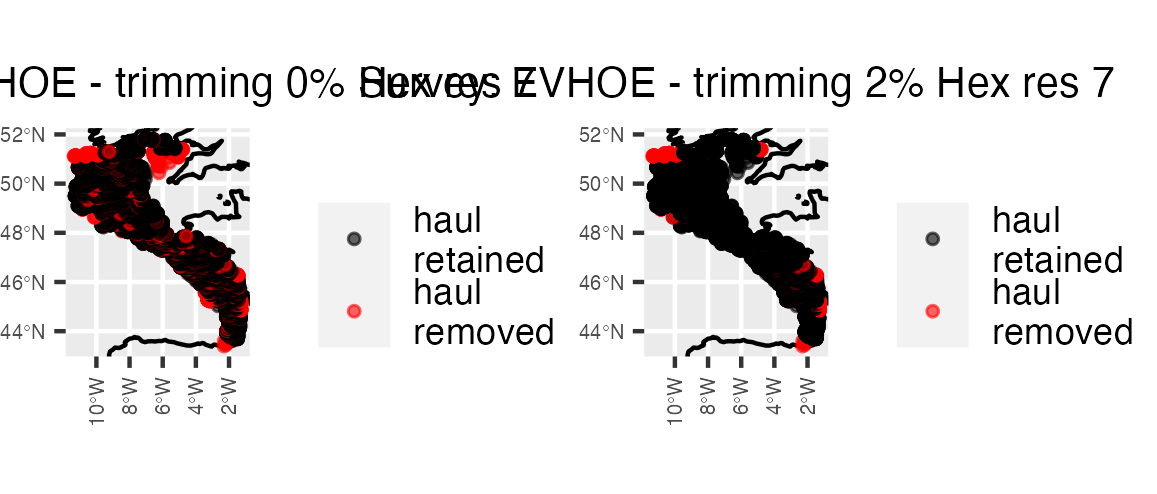 HOE - trimming 0% Hex res 7
Survey: EVHOE - trimming 2% Hex res 7
52°N
50°N
48°N
46°N
44°N
10°W
8°W
6°W
4°W
2°W
haul
retained
haul
removed
52°N
50°N
48°N
46°N
44°N
10°W
8°W
6°W
4°W
2°W
haul
retained
haul
removed